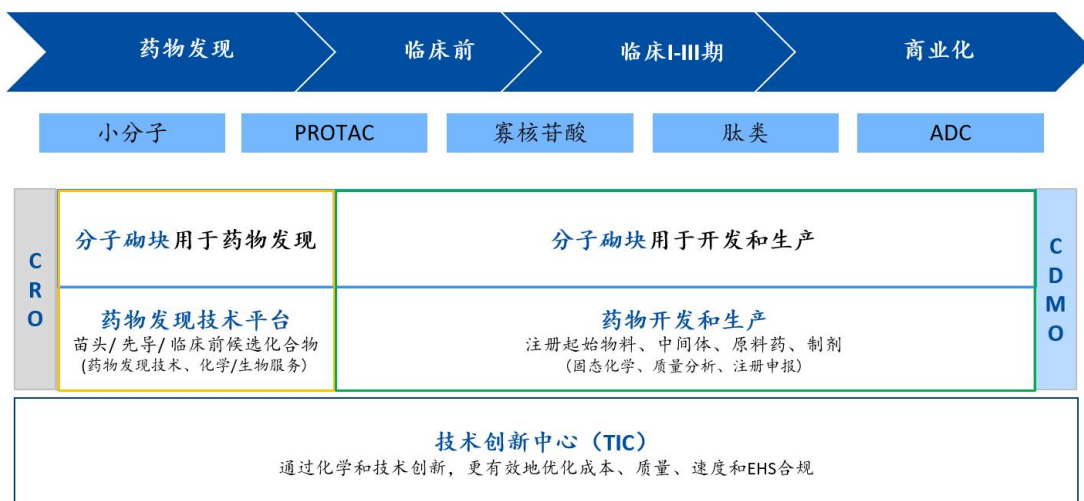 药物发现
临床前
临床I-III期
商业化
小分子
PROTAC
寡核苷酸
肽类
ADC
CRO
分子砌块用于药物发现
分子砌块用于开发和生产
CDMO
药物发现技术平台
苗头/ 先导/ 临床前候选化合物
(药物发现技术、化学/生物服务)
药物开发和生产
注册起始物料、中间体、原料药、制剂
(固态化学、质量分析、注册申报)
技术创新中心（TIC）
通过化学和技术创新，更有效地优化成本、质量、速度和EHS合规